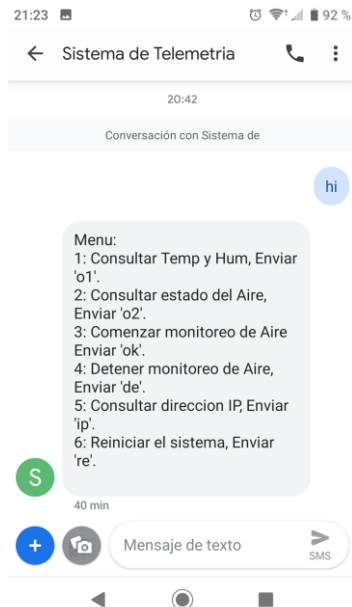 21:23 92 %
Sistema de Telemetria
20:42
Conversación con Sistema de
hi
Menu:
1: Consultar Temp y Hum, Enviar
'o1'.
2: Consultar estado del Aire,
Enviar 'o2'.
3: Comenzar monitoreo de Aire
Enviar 'ok'.
4: Detener monitoreo de Aire,
Enviar 'de'.
5: Consultar direccion IP, Enviar
'ip'.
6: Reiniciar el sistema, Enviar
're'.
S
40 min
Mensaje de texto
SMS